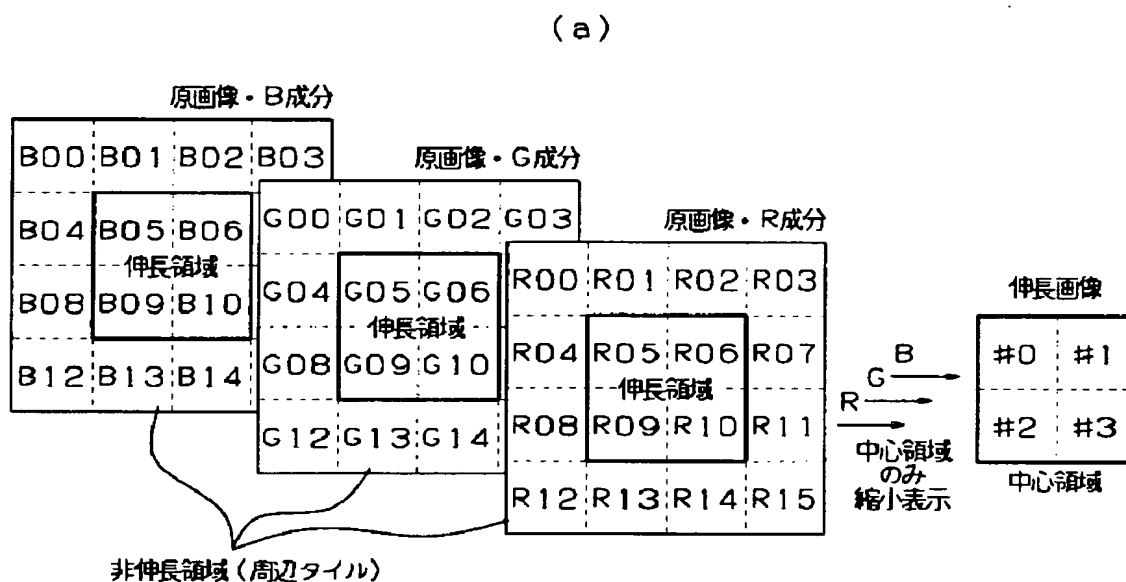 (a)
原画像・B成分
B00 B01 B02 B03
B04 B05 B06
伸長領域
B08 B09 B10
B12 B13 B14
原画像・G成分
G00 G01 G02 G03
G04 G05 G06
伸長領域
G08 G09 G10
G12 G13 G14
原画像・R成分
R00 R01 R02 R03
R04 R05 R06 R07
伸長領域
R08 R09 R10 R11
R12 R13 R14 R15
B
G
R
中心領域
のみ
縮小表示
伸長画像
#0 #1
#2 #3
中心領域
非伸長領域(周辺タイル)